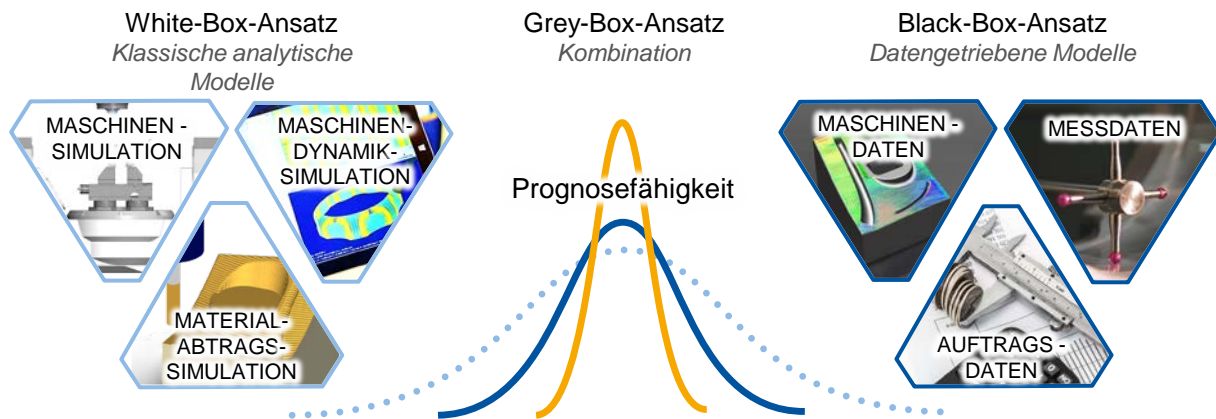 White-Box-Ansatz
Klassische analytische
Modelle
MASCHINEN -
SIMULATION
MASCHINEN-
DYNAMIK-
SIMULATION
MATERIAL-
ABTRAGS-
SIMULATION
Grey-Box-Ansatz
Kombination
Prognosefähigkeit
Black-Box-Ansatz
Datengetriebene Modelle
MASCHINEN -
DATEN
MESSDATEN
AUFTRAGS -
DATEN